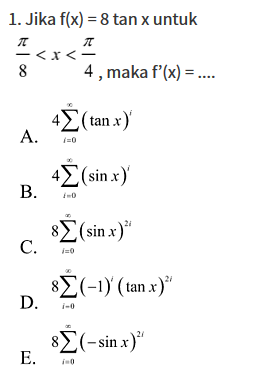 1. Jika f(x) = 8 tan x untuk
π/8 < x < π/4 , maka f'(x) = ....
A. 4∑_{i=0}^{∞}(tan x)^i
B. 4∑_{i=0}^{∞}(sin x)^i
C. 8∑_{i=0}^{∞}(sin x)^{2i}
D. 8∑_{i=0}^{∞}(-1)^i (tan x)^{2i}
E. 8∑_{i=0}^{∞}(-sin x)^{2i}